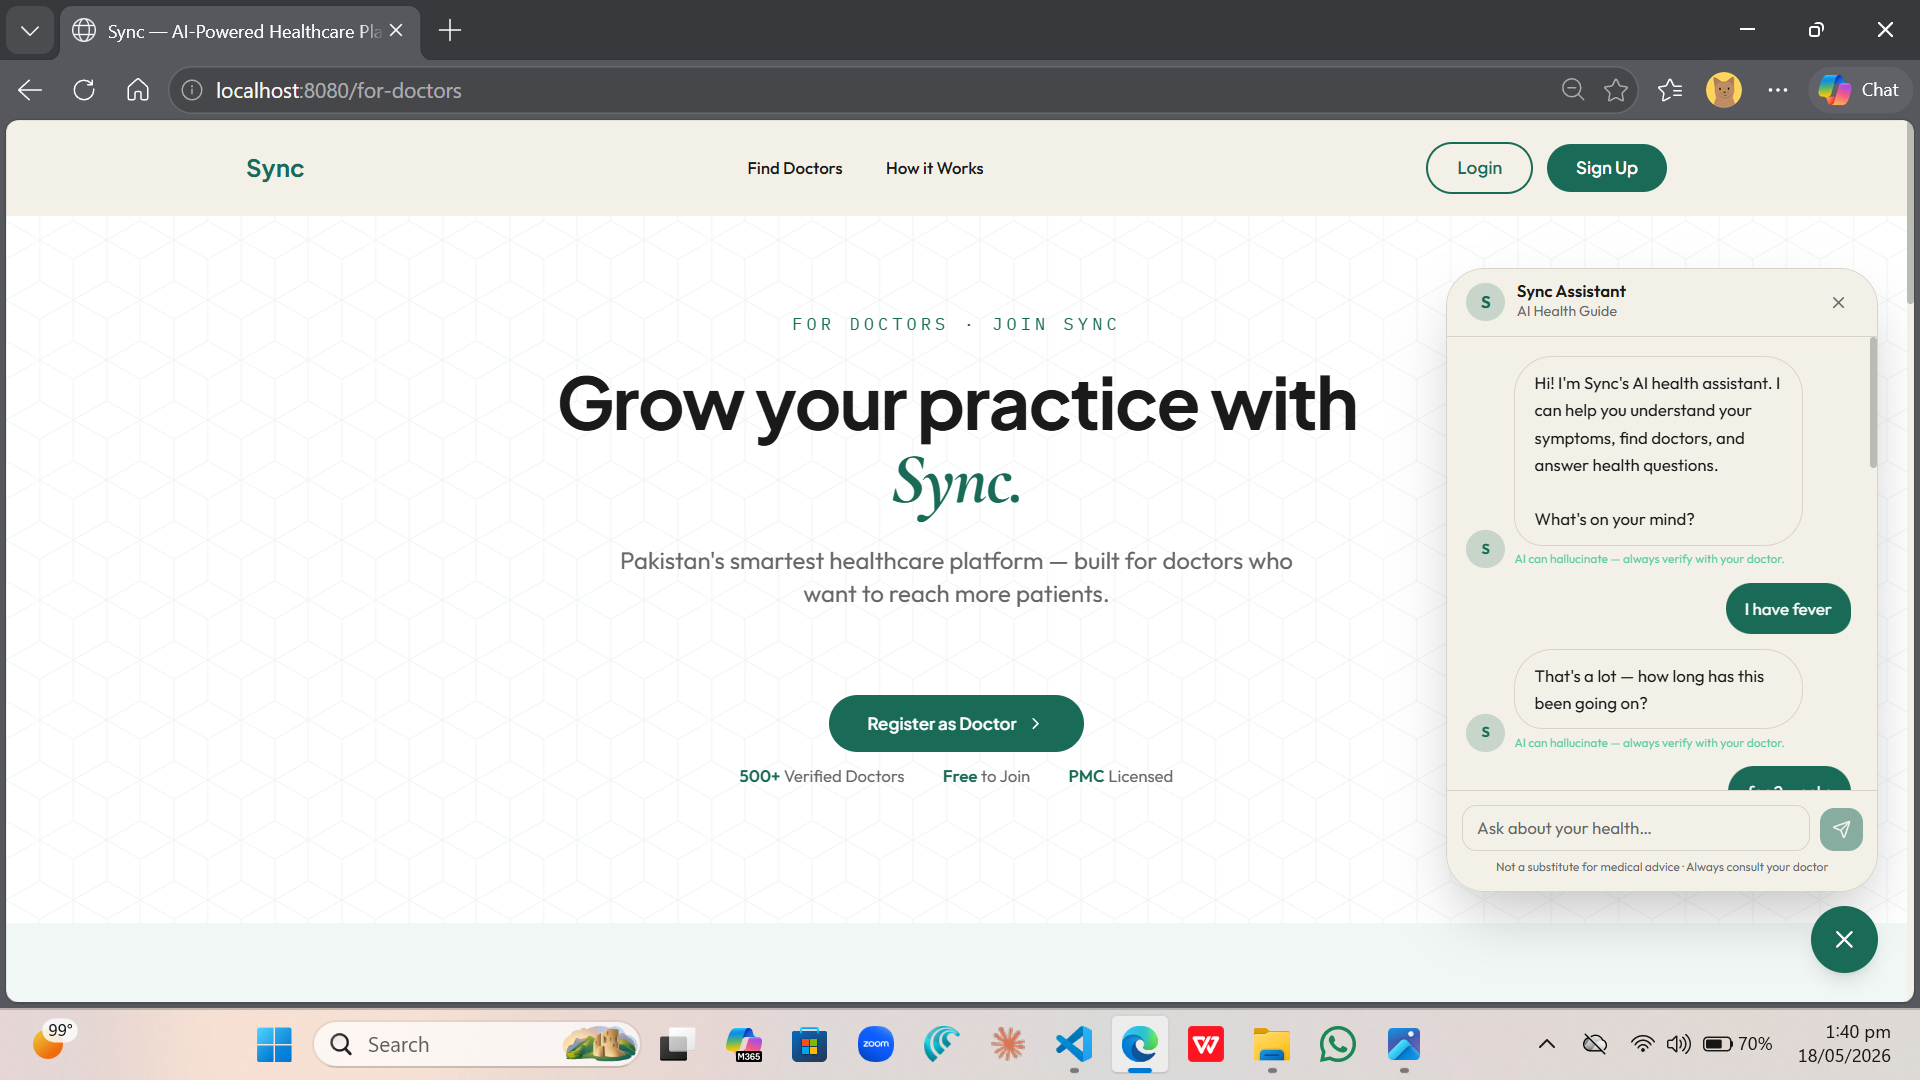 Sync — AI-Powered Healthcare Pla
localhost:8080/for-doctors
Chat
Sync
Find Doctors
How it Works
Login
Sign Up
FOR DOCTORS · JOIN SYNC
Grow your practice with
Sync.
Pakistan's smartest healthcare platform — built for doctors who
want to reach more patients.
Register as Doctor
500+ Verified Doctors
Free to Join
PMC Licensed
S
Sync Assistant
AI Health Guide
Hi! I'm Sync's AI health assistant. I
can help you understand your
symptoms, find doctors, and
answer health questions.
What's on your mind?
S
AI can hallucinate — always verify with your doctor.
I have fever
That's a lot — how long has this
been going on?
S
AI can hallucinate — always verify with your doctor.
Ask about your health...
Not a substitute for medical advice · Always consult your doctor
99°
Search
M365
zoom
W
70%
1:40 pm
18/05/2026